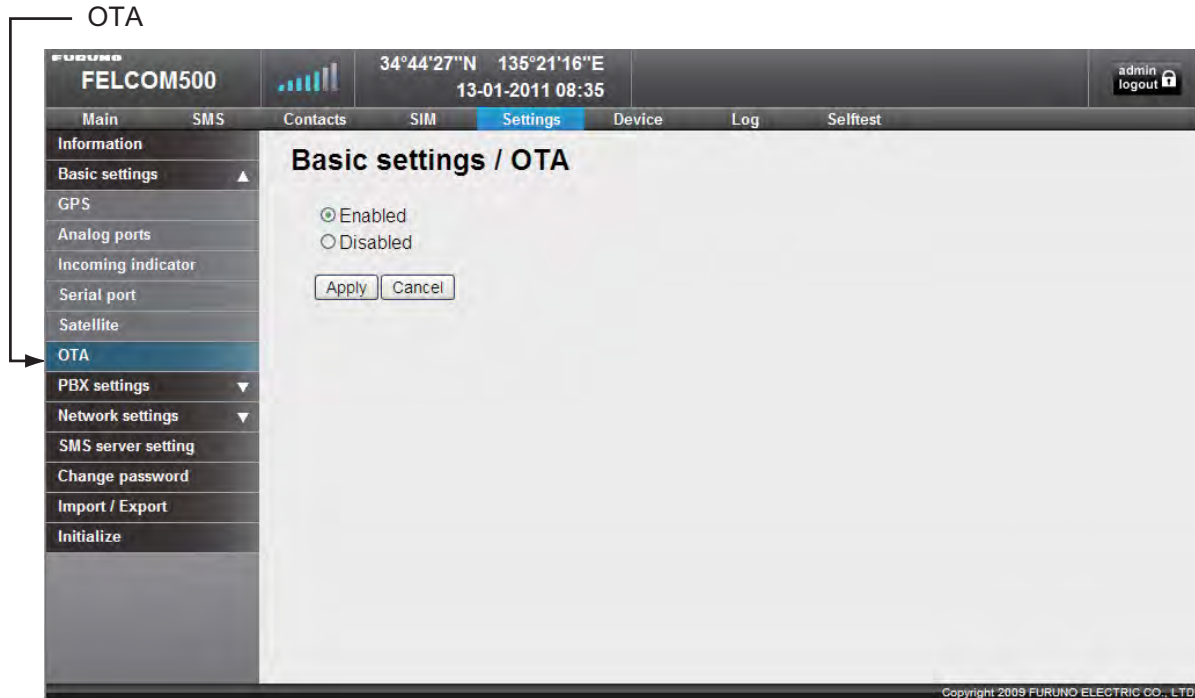 OTA
FURUNO
FELCOM500
34°44'27"N 135°21'16"E
13-01-2011 08:35
admin
logout
Main SMS Contacts SIM Settings Device Log Selftest
Information
Basic settings ▲
GPS
Analog ports
Incoming indicator
Serial port
Satellite
OTA
PBX settings ▼
Network settings ▼
SMS server setting
Change password
Import / Export
Initialize
Basic settings / OTA
Enabled
Disabled
Apply Cancel
Copyright 2009 FURUNO ELECTRIC CO., LTD